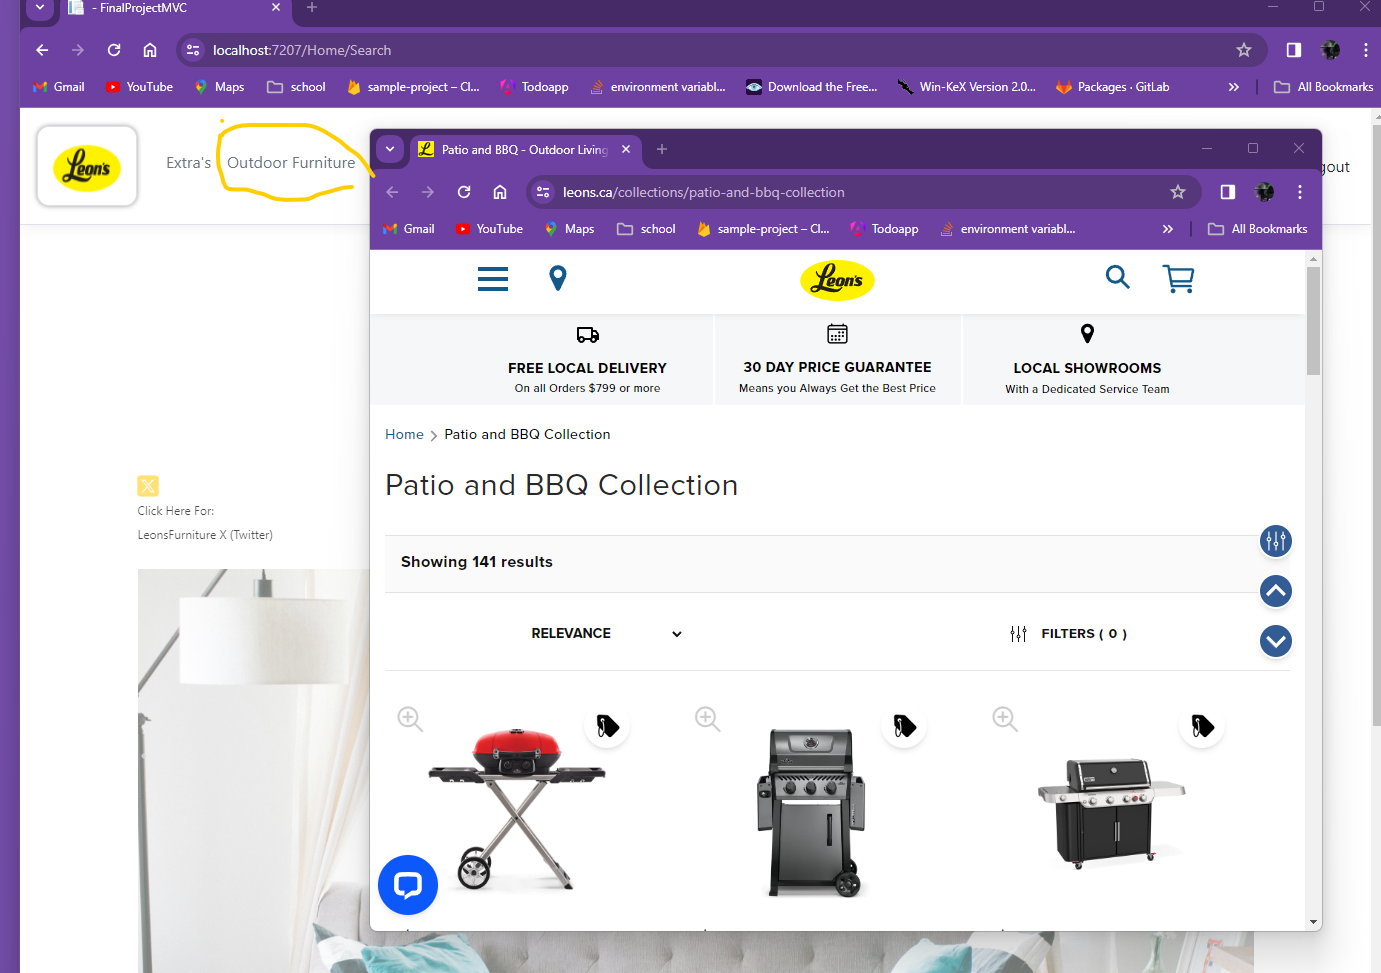 - FinalProjectMVC
localhost:7207/Home/Search
Gmail YouTube Maps school sample-project – Cl... Todoapp environment variabl... Download the Free... Win-KeX Version 2.0... Packages · GitLab » All Bookmarks
Leon's Extra's Outdoor Furniture gout
Patio and BBQ - Outdoor Living
leons.ca/collections/patio-and-bbq-collection
Gmail YouTube Maps school sample-project – Cl... Todoapp environment variabl... » All Bookmarks
Leon's
FREE LOCAL DELIVERY
On all Orders $799 or more
30 DAY PRICE GUARANTEE
Means you Always Get the Best Price
LOCAL SHOWROOMS
With a Dedicated Service Team
Home > Patio and BBQ Collection
Patio and BBQ Collection
Showing 141 results
RELEVANCE
FILTERS ( 0 )
Click Here For:
LeonsFurniture X (Twitter)